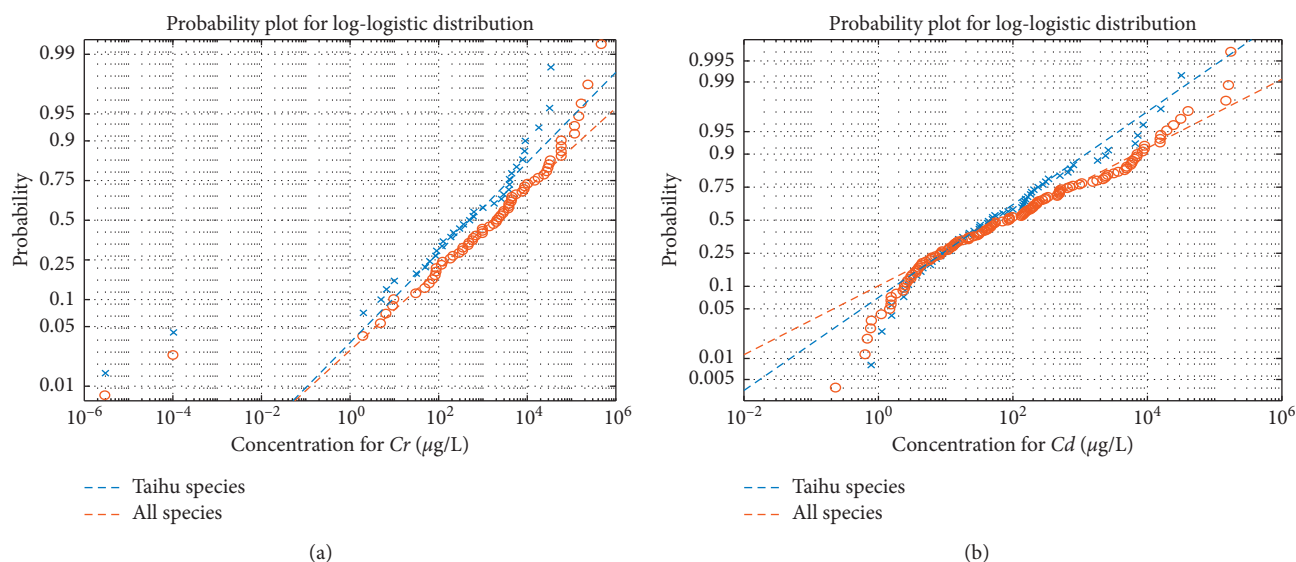 Probability plot for log-logistic distribution
0.99
0.95
0.9
0.75
0.5
0.25
0.1
0.05
0.01
Probability
10⁻⁶ 10⁻⁴ 10⁻² 10⁰ 10² 10⁴ 10⁶
Concentration for Cr (μg/L)
Taihu species
All species
(a)
Probability plot for log-logistic distribution
0.995
0.99
0.95
0.9
0.75
0.5
0.25
0.1
0.05
0.01
0.005
Probability
10⁻² 10⁰ 10² 10⁴ 10⁶
Concentration for Cd (μg/L)
Taihu species
All species
(b)